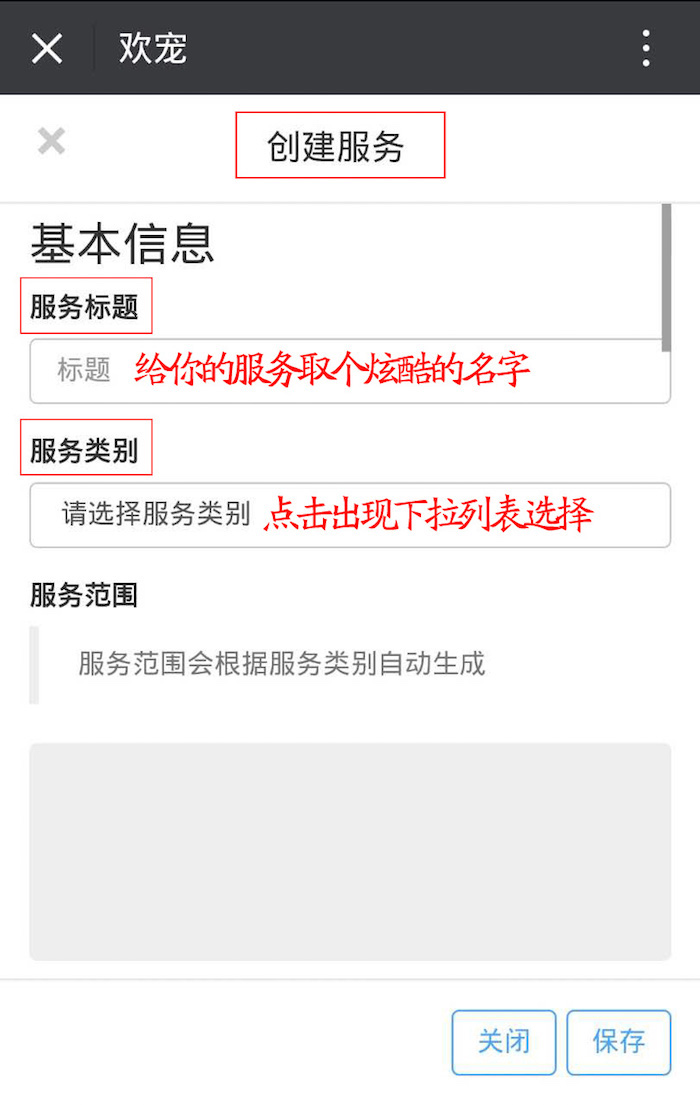 欢宠
创建服务
基本信息
服务标题
标题 给你的服务取个炫酷的名字
服务类别
请选择服务类别 点击出现下拉列表选择
服务范围
服务范围会根据服务类别自动生成
关闭 保存